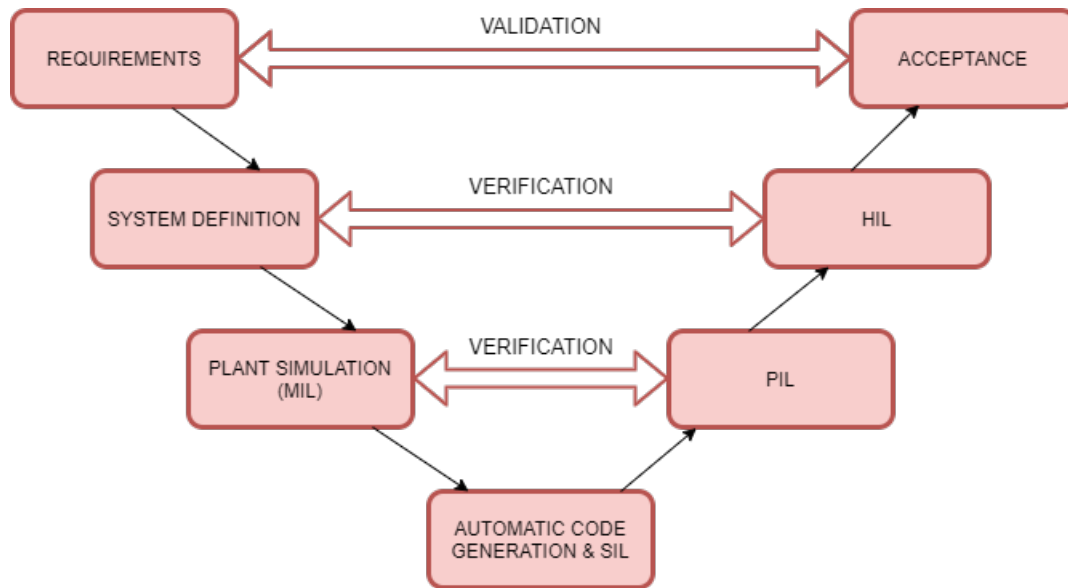 VALIDATION
REQUIREMENTS
ACCEPTANCE
VERIFICATION
SYSTEM DEFINITION
HIL
VERIFICATION
PLANT SIMULATION
(MIL)
PIL
AUTOMATIC CODE
GENERATION & SIL